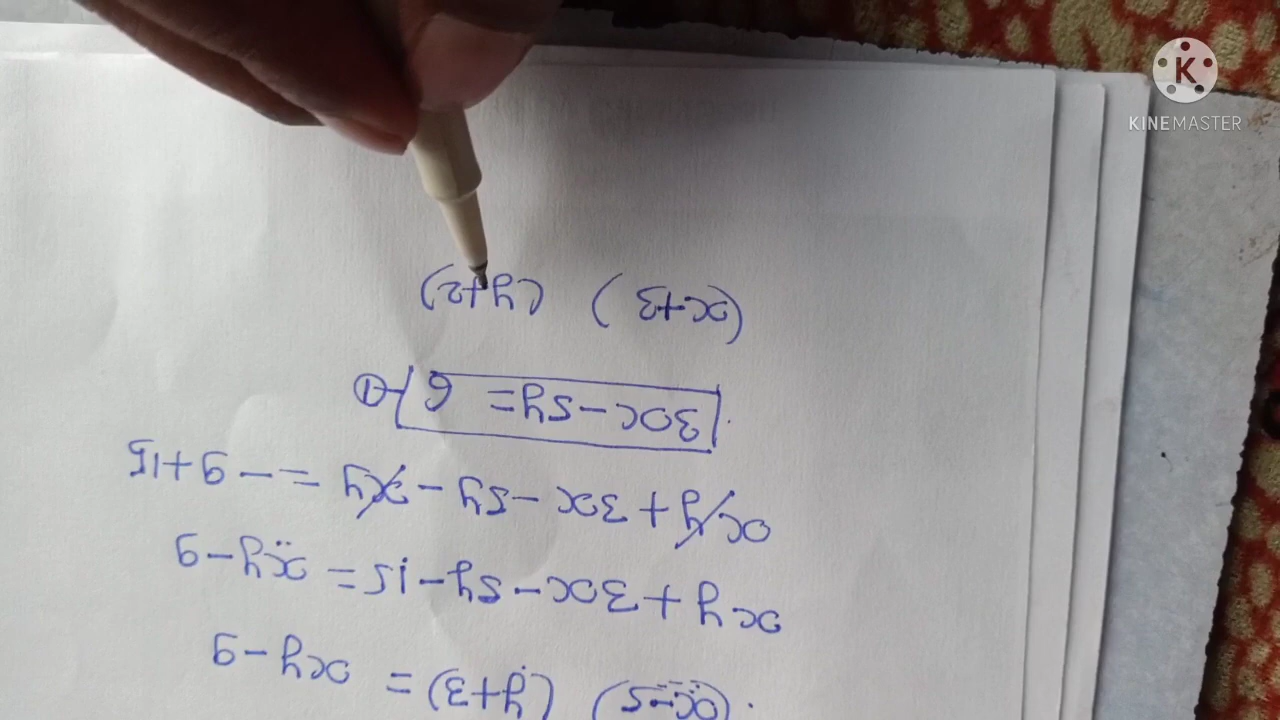 (x-5) (y+3) = xy-9
xy+3x-5y-15 = xy-9
xy+3x-5y-xy = -9+15
3x-5y= 6 -①
(x+3) (y+2)
K
KINEMASTER